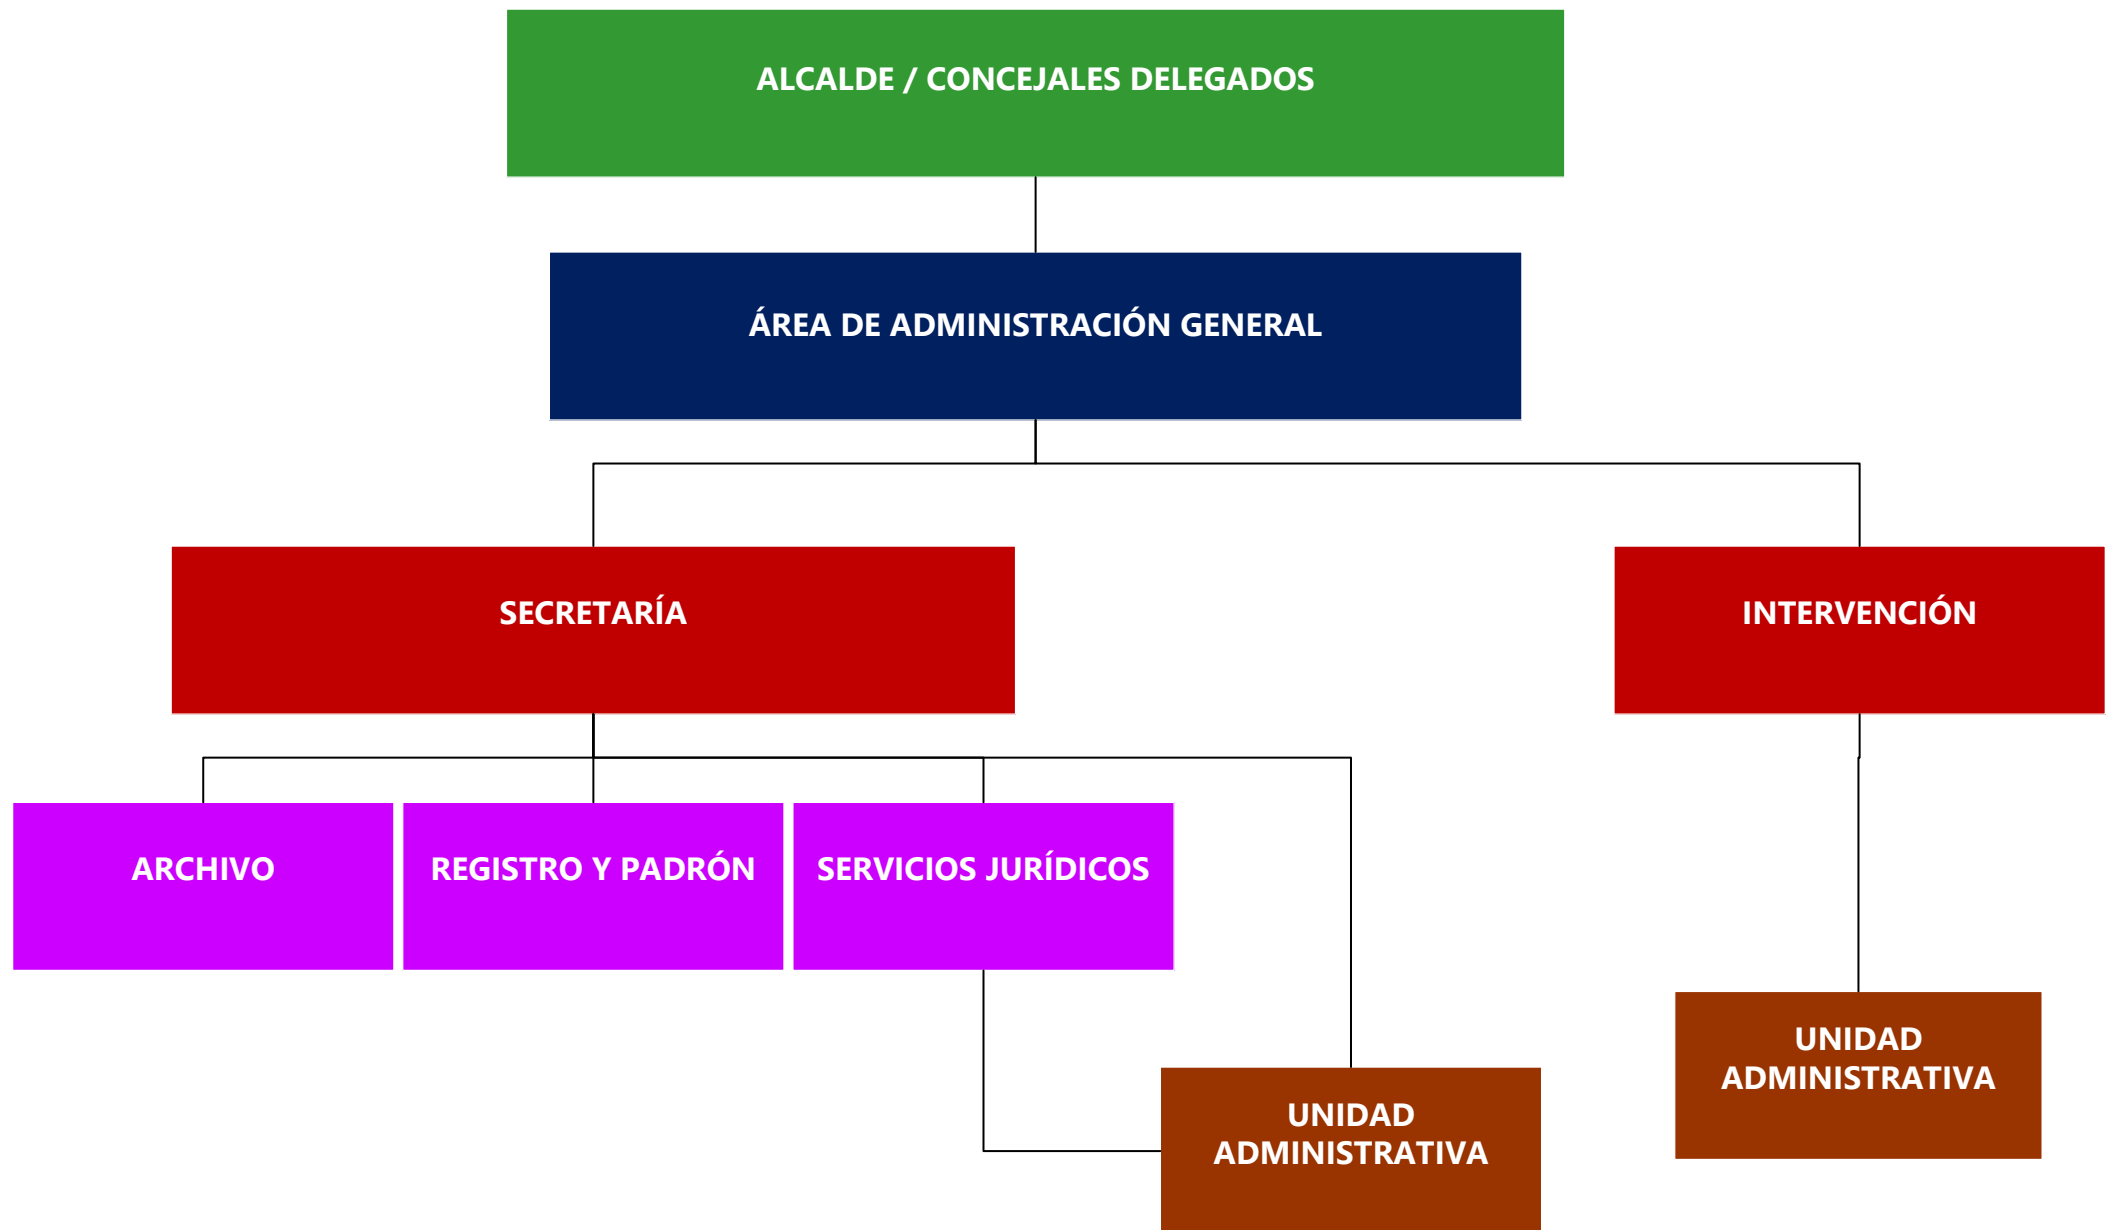 ALCALDE / CONCEJALES DELEGADOS
ÁREA DE ADMINISTRACIÓN GENERAL
SECRETARÍA
INTERVENCIÓN
ARCHIVO
REGISTRO Y PADRÓN
SERVICIOS JURÍDICOS
UNIDAD
ADMINISTRATIVA
UNIDAD
ADMINISTRATIVA